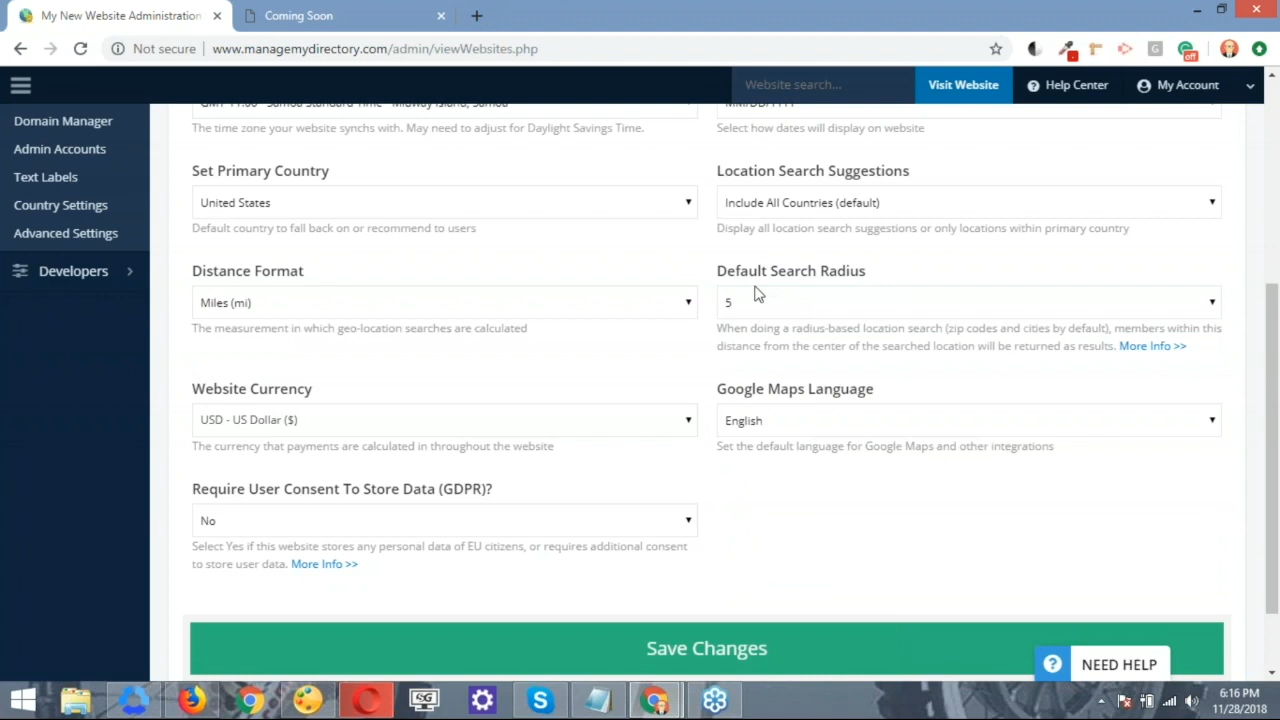 My New Website Administration
Coming Soon
Not secure
www.managemydirectory.com/admin/viewWebsites.php
off
Website search...
Visit Website
Help Center
My Account
Domain Manager
Admin Accounts
Text Labels
Country Settings
Advanced Settings
Developers
The time zone your website synchs with. May need to adjust for Daylight Savings Time.
Select how dates will display on website
Set Primary Country
Location Search Suggestions
United States
Include All Countries (default)
Default country to fall back on or recommend to users
Display all location search suggestions or only locations within primary country
Distance Format
Default Search Radius
Miles (mi)
5
The measurement in which geo-location searches are calculated
When doing a radius-based location search (zip codes and cities by default), members within this
distance from the center of the searched location will be returned as results. More Info >>
Website Currency
Google Maps Language
USD - US Dollar ($)
English
The currency that payments are calculated in throughout the website
Set the default language for Google Maps and other integrations
Require User Consent To Store Data (GDPR)?
No
Select Yes if this website stores any personal data of EU citizens, or requires additional consent
to store user data. More Info >>
Save Changes
NEED HELP
6:16 PM
11/28/2018